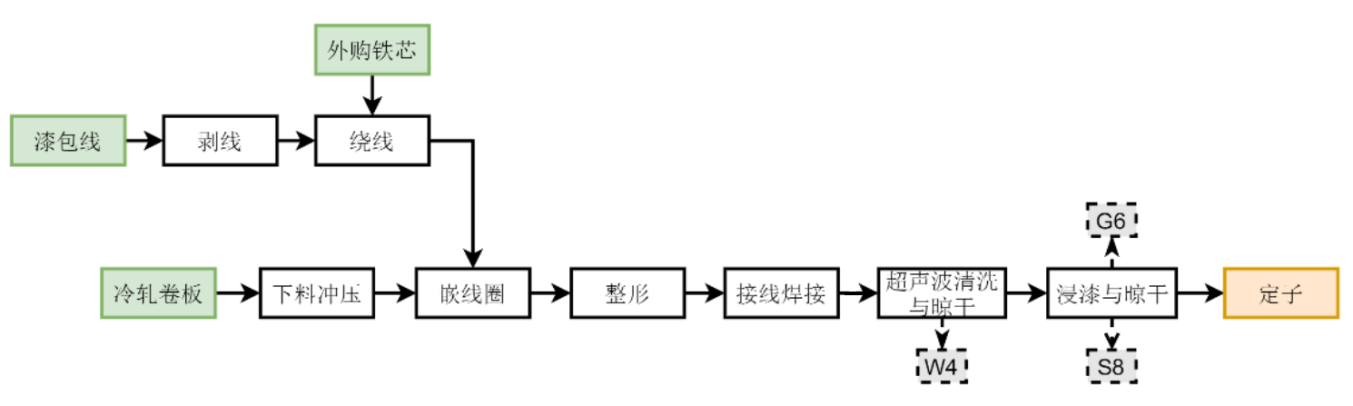 外购铁芯
漆包线
剥线
绕线
G6
冷轧卷板
下料冲压
嵌线圈
整形
接线焊接
超声波清洗
与晾干
浸漆与晾干
定子
W4
S8